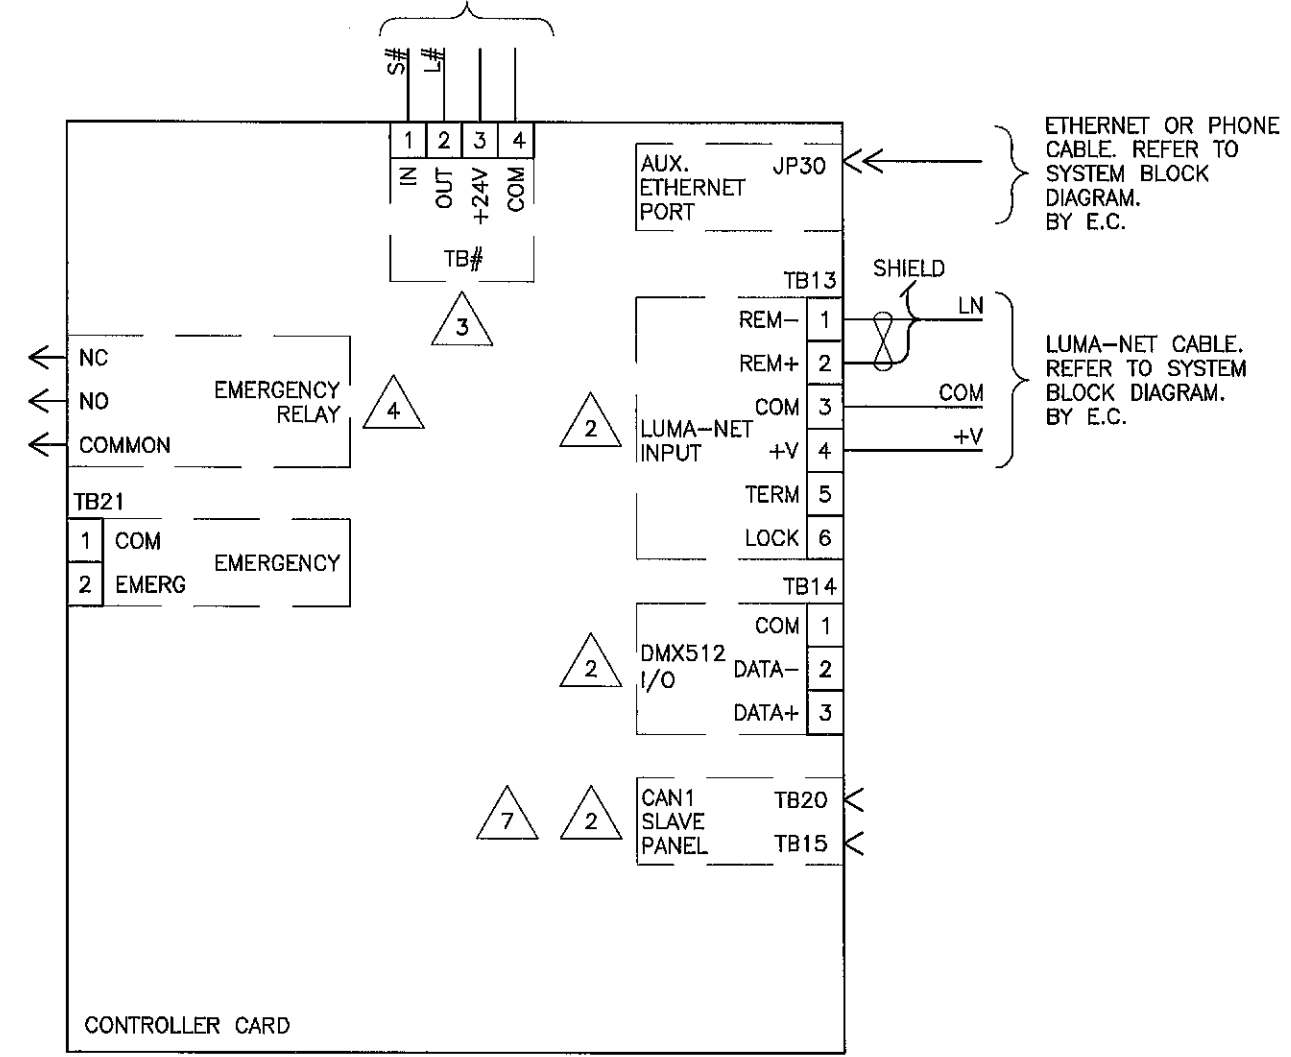 S#
L#
1 2 3 4
IN
OUT
+24V
COM
TB#
3
AUX.
ETHERNET
PORT
JP30
ETHERNET OR PHONE
CABLE. REFER TO
SYSTEM BLOCK
DIAGRAM.
BY E.C.
TB13
SHIELD
LN
REM- 1
REM+ 2
COM 3
+V 4
TERM 5
LOCK 6
LUMA-NET
INPUT
2
COM
+V
LUMA-NET CABLE.
REFER TO SYSTEM
BLOCK DIAGRAM.
BY E.C.
NC
NO
COMMON
EMERGENCY
RELAY
4
TB21
1 COM
2 EMERG
EMERGENCY
TB14
COM 1
DATA- 2
DATA+ 3
DMX512
I/O
2
7
2
CAN1
SLAVE
PANEL
TB20
TB15
CONTROLLER CARD